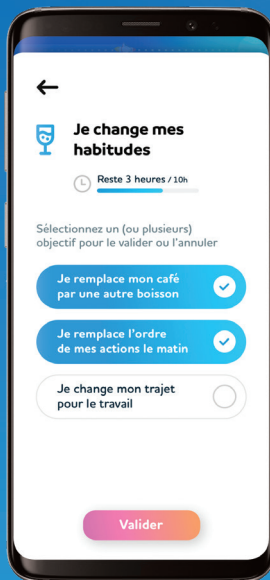 Je change mes
habitudes
Reste 3 heures / 10h
Sélectionnez un (ou plusieurs)
objectif pour le valider ou l'annuler
Je remplace mon café
par une autre boisson
Je remplace l'ordre
de mes actions le matin
Je change mon trajet
pour le travail
Valider